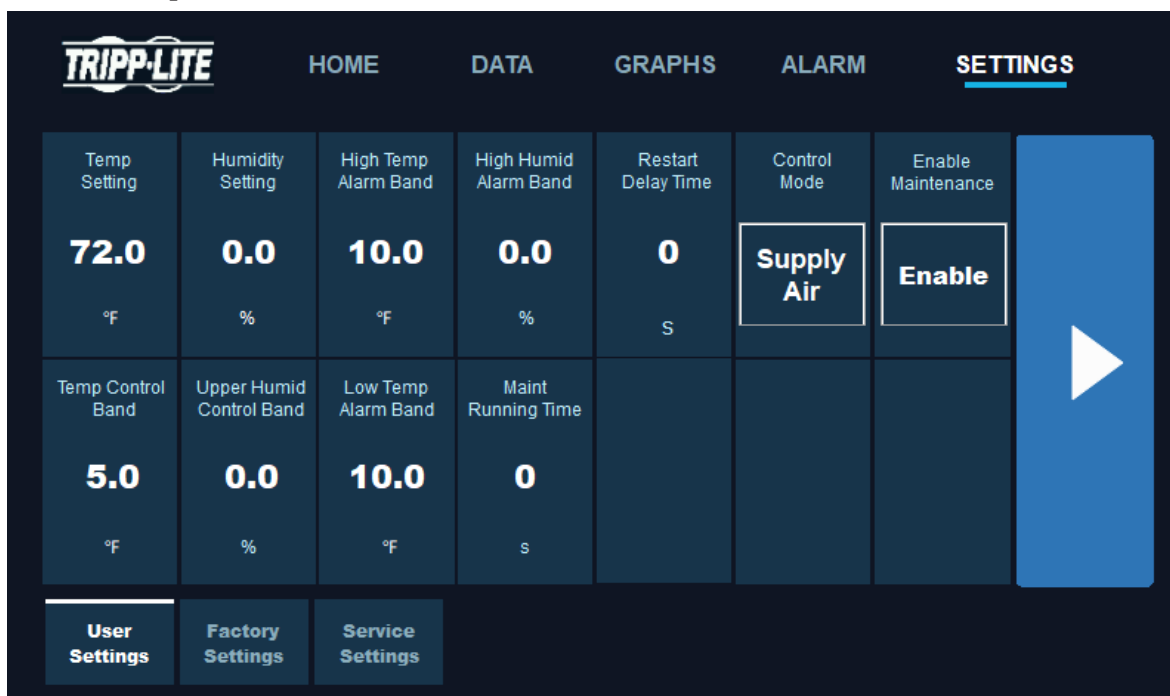 TRIPP·LITE
HOME
DATA
GRAPHS
ALARM
SETTINGS
Temp
Setting
72.0
°F
Humidity
Setting
0.0
%
High Temp
Alarm Band
10.0
°F
High Humid
Alarm Band
0.0
%
Restart
Delay Time
0
S
Control
Mode
Supply
Air
Enable
Maintenance
Enable
Temp Control
Band
5.0
°F
Upper Humid
Control Band
0.0
%
Low Temp
Alarm Band
10.0
°F
Maint
Running Time
0
s
User
Settings
Factory
Settings
Service
Settings